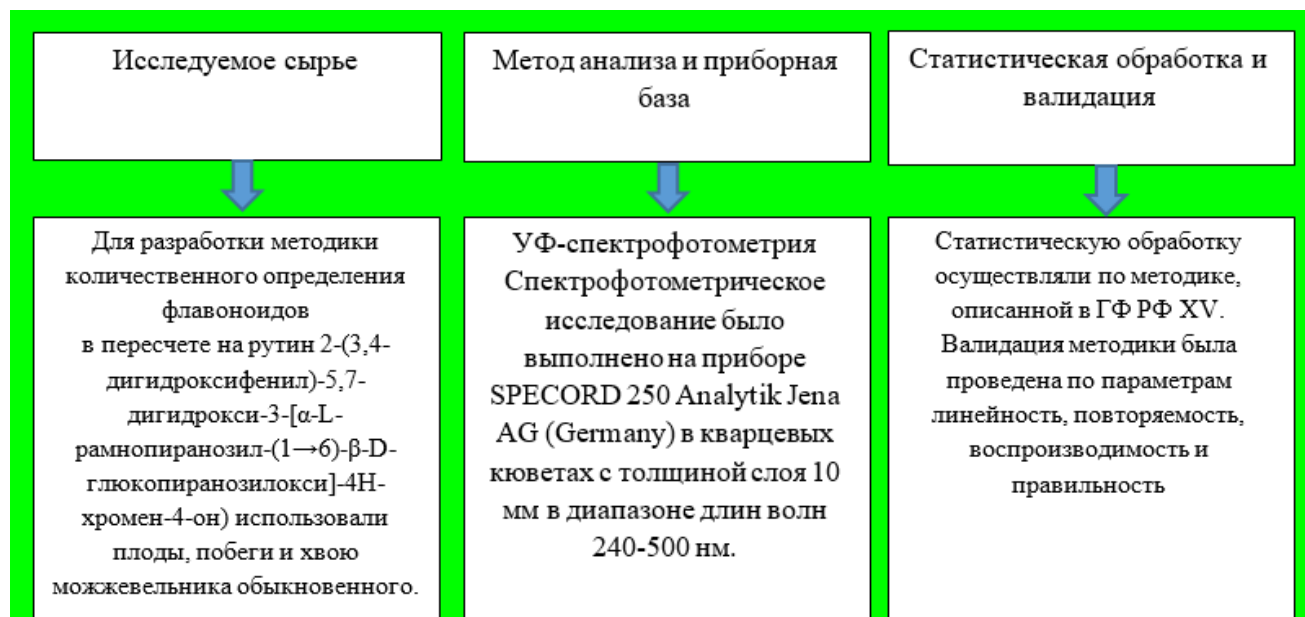 Исследуемое сырье
Для разработки методики
количественного определения
флавоноидов
в пересчете на рутин 2-(3,4-
дигидроксифенил)-5,7-
дигидрокси-3-[α-L-
рамнопиранозил-(1→6)-β-D-
глюкопиранозилокси]-4H-
хромен-4-он) использовали
плоды, побеги и хвою
можжевельника обыкновенного.
Метод анализа и приборная
база
УФ-спектрофотометрия
Спектрофотометрическое
исследование было
выполнено на приборе
SPECORD 250 Analytik Jena
AG (Germany) в кварцевых
кюветах с толщиной слоя 10
мм в диапазоне длин волн
240-500 нм.
Статистическая обработка и
валидация
Статистическую обработку
осуществляли по методике,
описанной в ГФ РФ XV.
Валидация методики была
проведена по параметрам
линейность, повторяемость,
воспроизводимость и
правильность